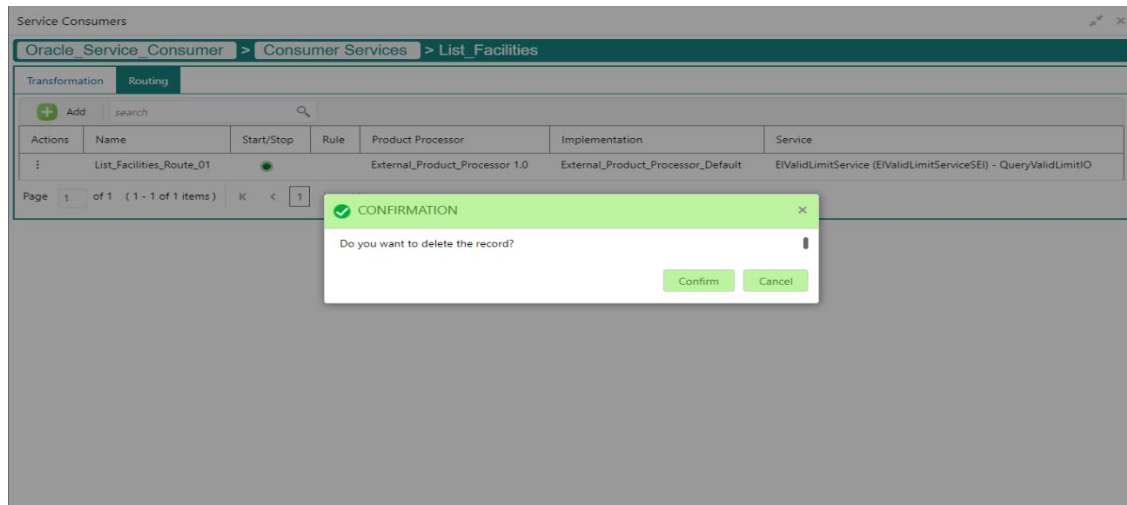 Service Consumers
Oracle_Service_Consumer > Consumer Services > List_Facilities
Transformation Routing
Add search
Actions Name Start/Stop Rule Product Processor Implementation Service
List_Facilities_Route_01 External_Product_Processor 1.0 External_Product_Processor_Default EIValidLimitService (EIValidLimitServiceSEI) - QueryValidLimitIO
Page 1 of 1 (1 - 1 of 1 items) K < 1
CONFIRMATION
Do you want to delete the record?
Confirm Cancel